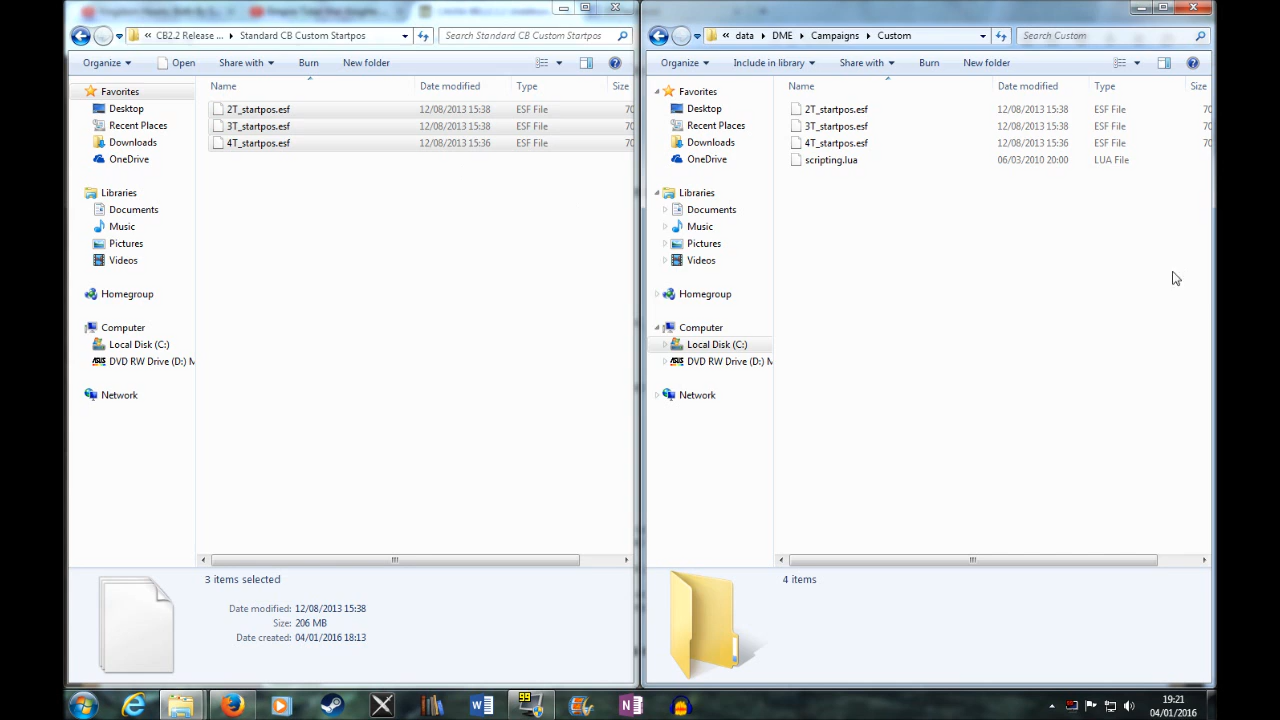 CB2.2 Release ... Standard CB Custom Startpos
Search Standard CB Custom Startpos
Organize Open Share with Burn New folder
Name Date modified Type Size
Favorites
Desktop
Recent Places
Downloads
OneDrive
Libraries
Documents
Music
Pictures
Videos
Homegroup
Computer
Local Disk (C:)
DVD RW Drive (D:) M
Network
2T_startpos.esf 12/08/2013 15:38 ESF File 70
3T_startpos.esf 12/08/2013 15:38 ESF File 70
4T_startpos.esf 12/08/2013 15:36 ESF File 70
3 items selected
Date modified: 12/08/2013 15:38
Size: 206 MB
Date created: 04/01/2016 18:13
data DME Campaigns Custom
Search Custom
Organize Include in library Share with Burn New folder
Name Date modified Type Size
Favorites
Desktop
Recent Places
Downloads
OneDrive
Libraries
Documents
Music
Pictures
Videos
Homegroup
Computer
Local Disk (C:)
DVD RW Drive (D:) M
Network
2T_startpos.esf 12/08/2013 15:38 ESF File 70
3T_startpos.esf 12/08/2013 15:38 ESF File 70
4T_startpos.esf 12/08/2013 15:36 ESF File 70
scripting.lua 06/03/2010 20:00 LUA File
4 items
99
19:21
04/01/2016